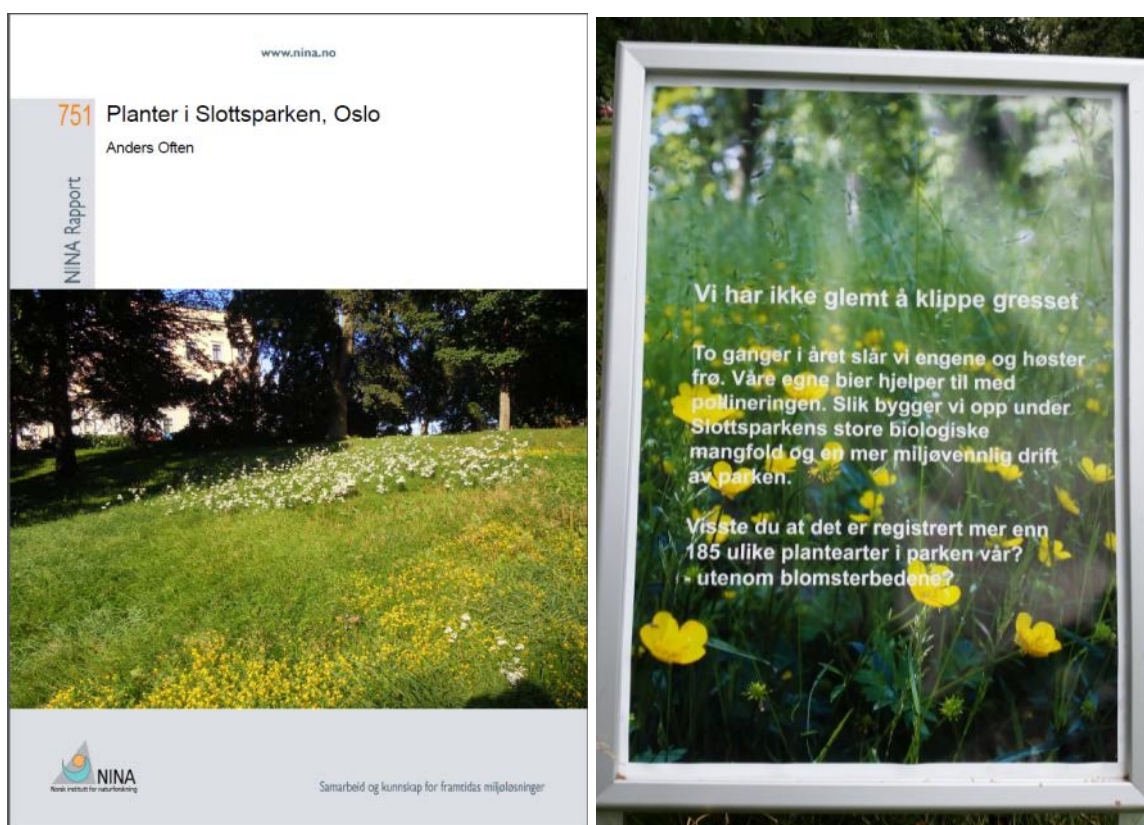 www.nina.no
751
Planter i Slottsparken, Oslo
Anders Often
NINA Rapport
NINA
Norsk institutt for naturforskning
Samarbeid og kunnskap for framtidas miljøløsninger
Vi har ikke glemt å klippe gresset
To ganger i året slår vi engene og høster
frø. Våre egne bier hjelper til med
pollineringen. Slik bygger vi opp under
Slottsparkens store biologiske
mangfold og en mer miljøvennlig drift
av parken.
Visste du at det er registrert mer enn
185 ulike plantearter i parken vår?
- utenom blomsterbedene?